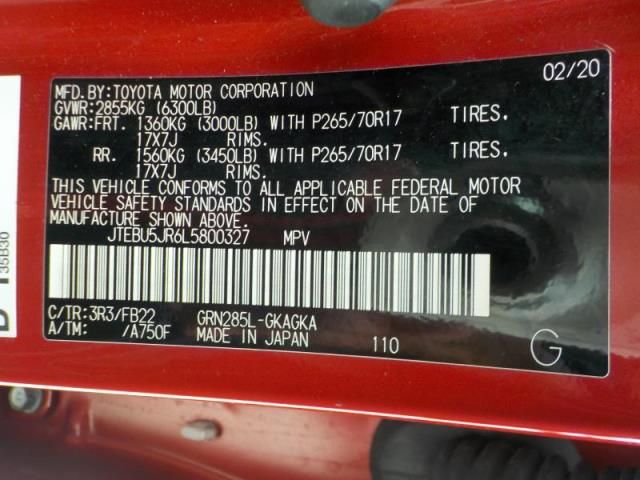 MFD.BY:TOYOTA MOTOR CORPORATION 02/20
GVWR:2855KG (6300LB)
GAWR:FRT. 1360KG (3000LB) WITH P265/70R17 TIRES.
17X7J RIMS.
RR. 1560KG (3450LB) WITH P265/70R17 TIRES.
17X7J RIMS.
THIS VEHICLE CONFORMS TO ALL APPLICABLE FEDERAL MOTOR
VEHICLE SAFETY STANDARDS IN EFFECT ON THE DATE OF
MANUFACTURE SHOWN ABOVE.
JTEBU5JR6L5800327 MPV
C/TR:3R3/FB22 GRN285L-GKAGKA
A/TM: /A750F MADE IN JAPAN 110 G
35B30